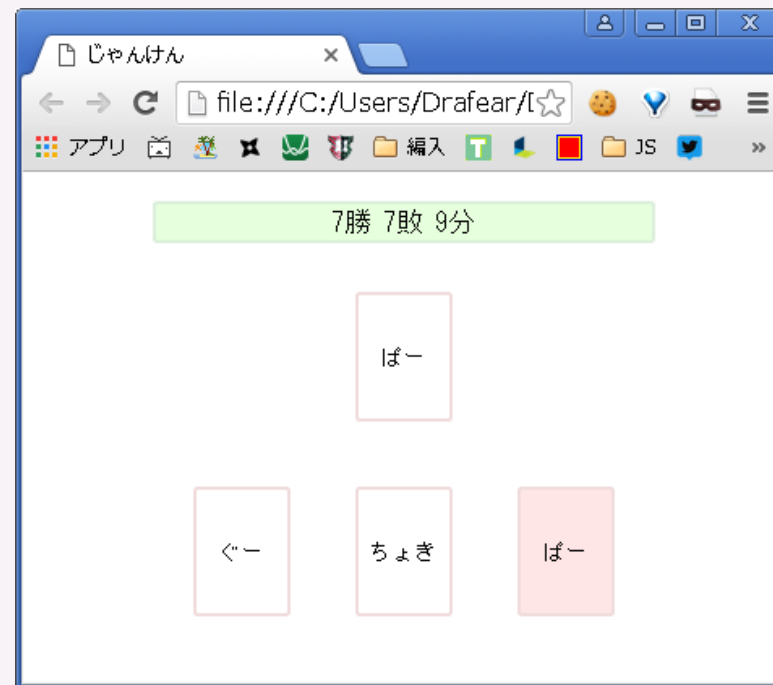 じゃんけん
file:///C:/Users/Drafear/[
アプリ 編入 JS »
7勝 7敗 9分
ぱー
ぐー ちょき ぱー